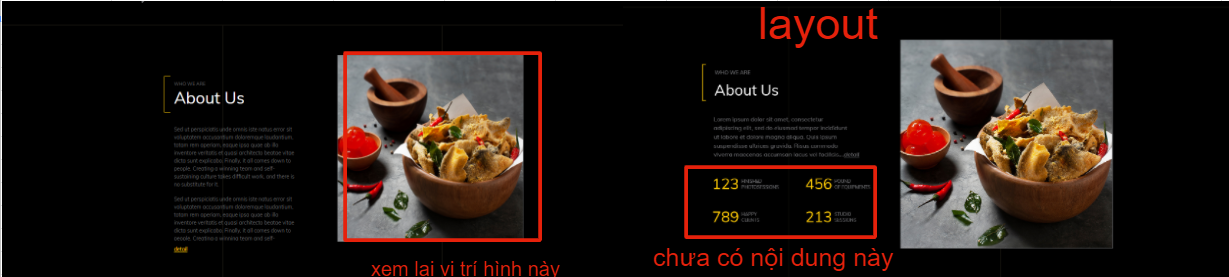 layout
WHO WE ARE
About Us
Sed ut perspiciatis unde omnis iste natus error sit
voluptatem accusantium doloremque laudantium,
totam rem aperiam, eaque ipsa quae ab illo
inventore veritatis et quasi architecto beatae vitae
dicta sunt explicabo. Finally, it all comes down to
people. Creating a winning team and self-
sustaining culture takes difficult work, and there is
no substitute for it.
Sed ut perspiciatis unde omnis iste natus error sit
voluptatem accusantium doloremque laudantium,
totam rem aperiam, eaque ipsa quae ab illo
inventore veritatis et quasi architecto beatae vitae
dicta sunt explicabo. Finally, it all comes down to
people. Creating a winning team and self-
detail
xem lại vị trí hình này
WHO WE ARE
About Us
Lorem ipsum dolor sit amet, consectetur
adipiscing elit, sed do eiusmod tempor incididunt
ut labore et dolore magna aliqua. Quis ipsum
suspendisse ultrices gravida. Risus commodo
viverra maecenas accumsan lacus vel facilisis... detail
123 FINISHED
PHOTOSESSIONS
456 POUND
OF EQUIPMENTS
789 HAPPY
CLIENTS
213 STUDIO
SESSIONS
chưa có nội dung này